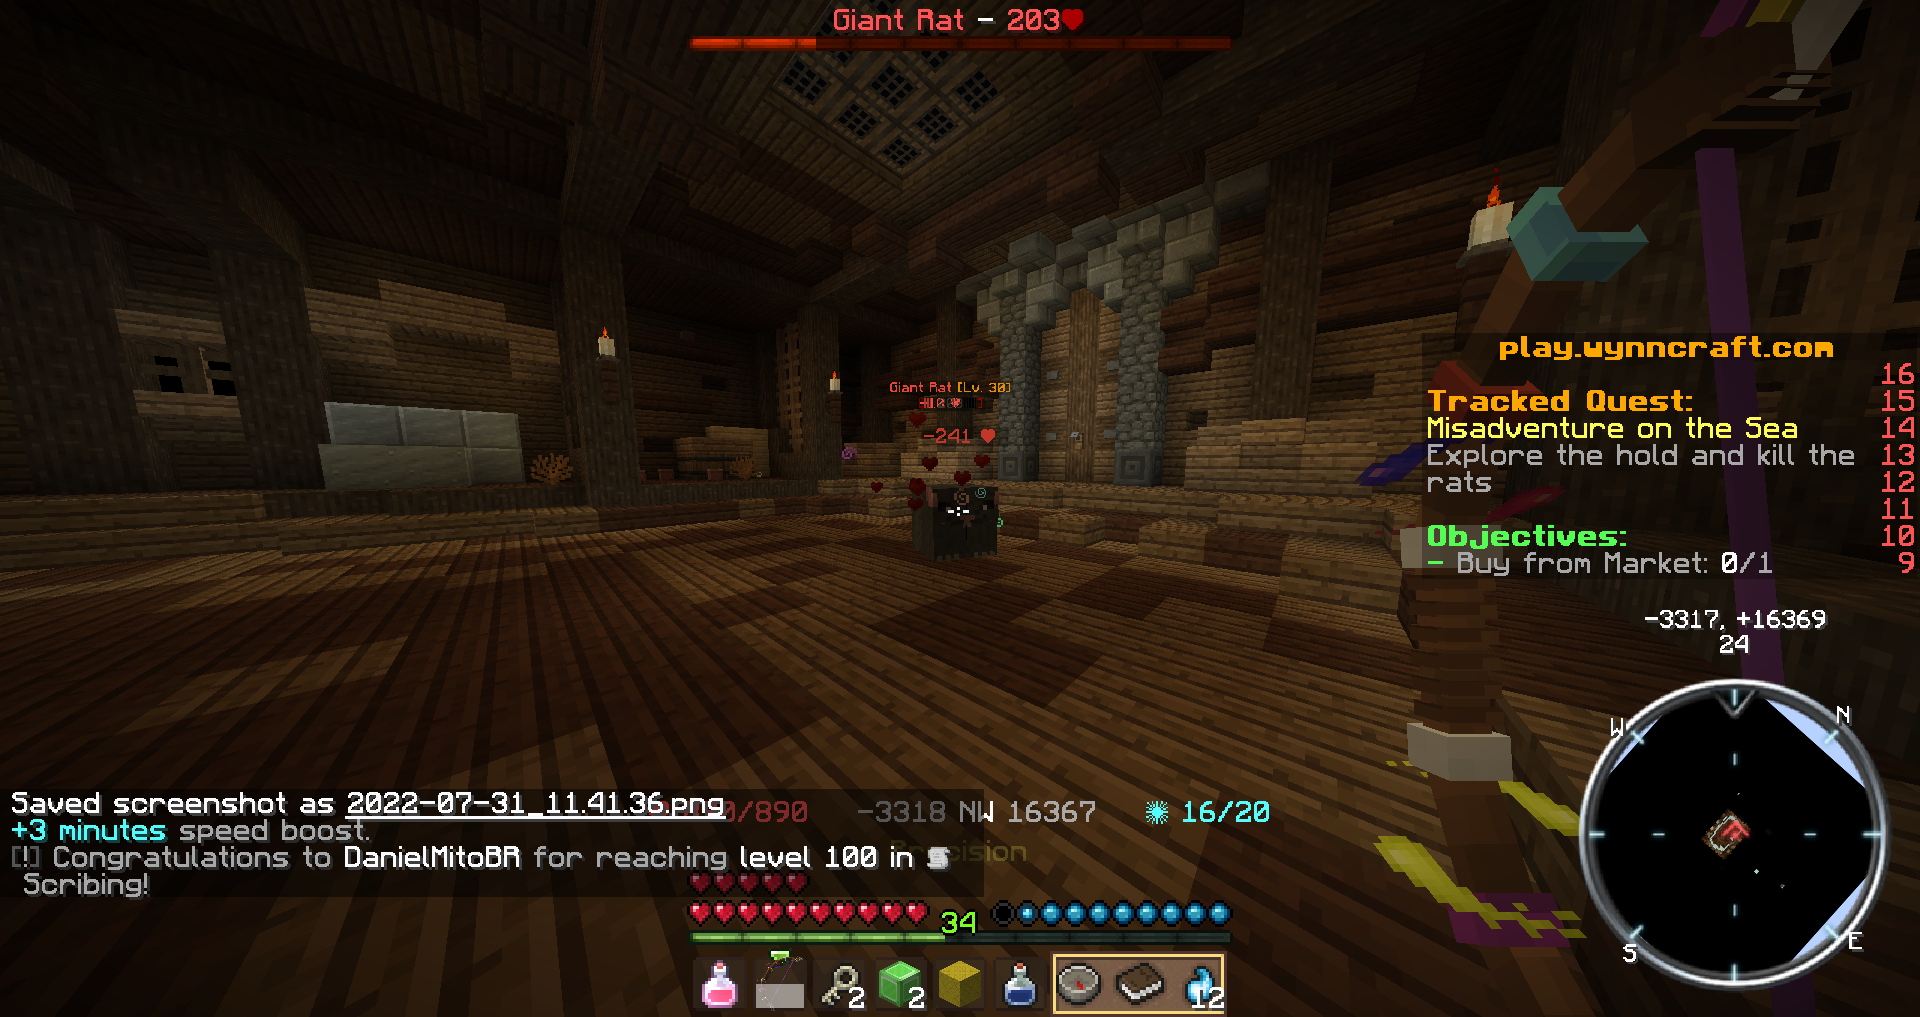 Giant Rat - 203
Giant Rat [Lv. 30]
-241
play.wynncraft.com
16
Tracked Quest:
15
Misadventure on the Sea
14
Explore the hold and kill the
13
rats
12
11
Objectives:
10
- Buy from Market: 0/1
9
-3317, +16369
24
N
W
E
S
Saved screenshot as 2022-07-31_11.41.36.png
/890
-3318 NW 16367
16/20
+3 minutes speed boost.
[!] Congratulations to DanielMitoBR for reaching level 100 in
Scribing!
34
2
2
12